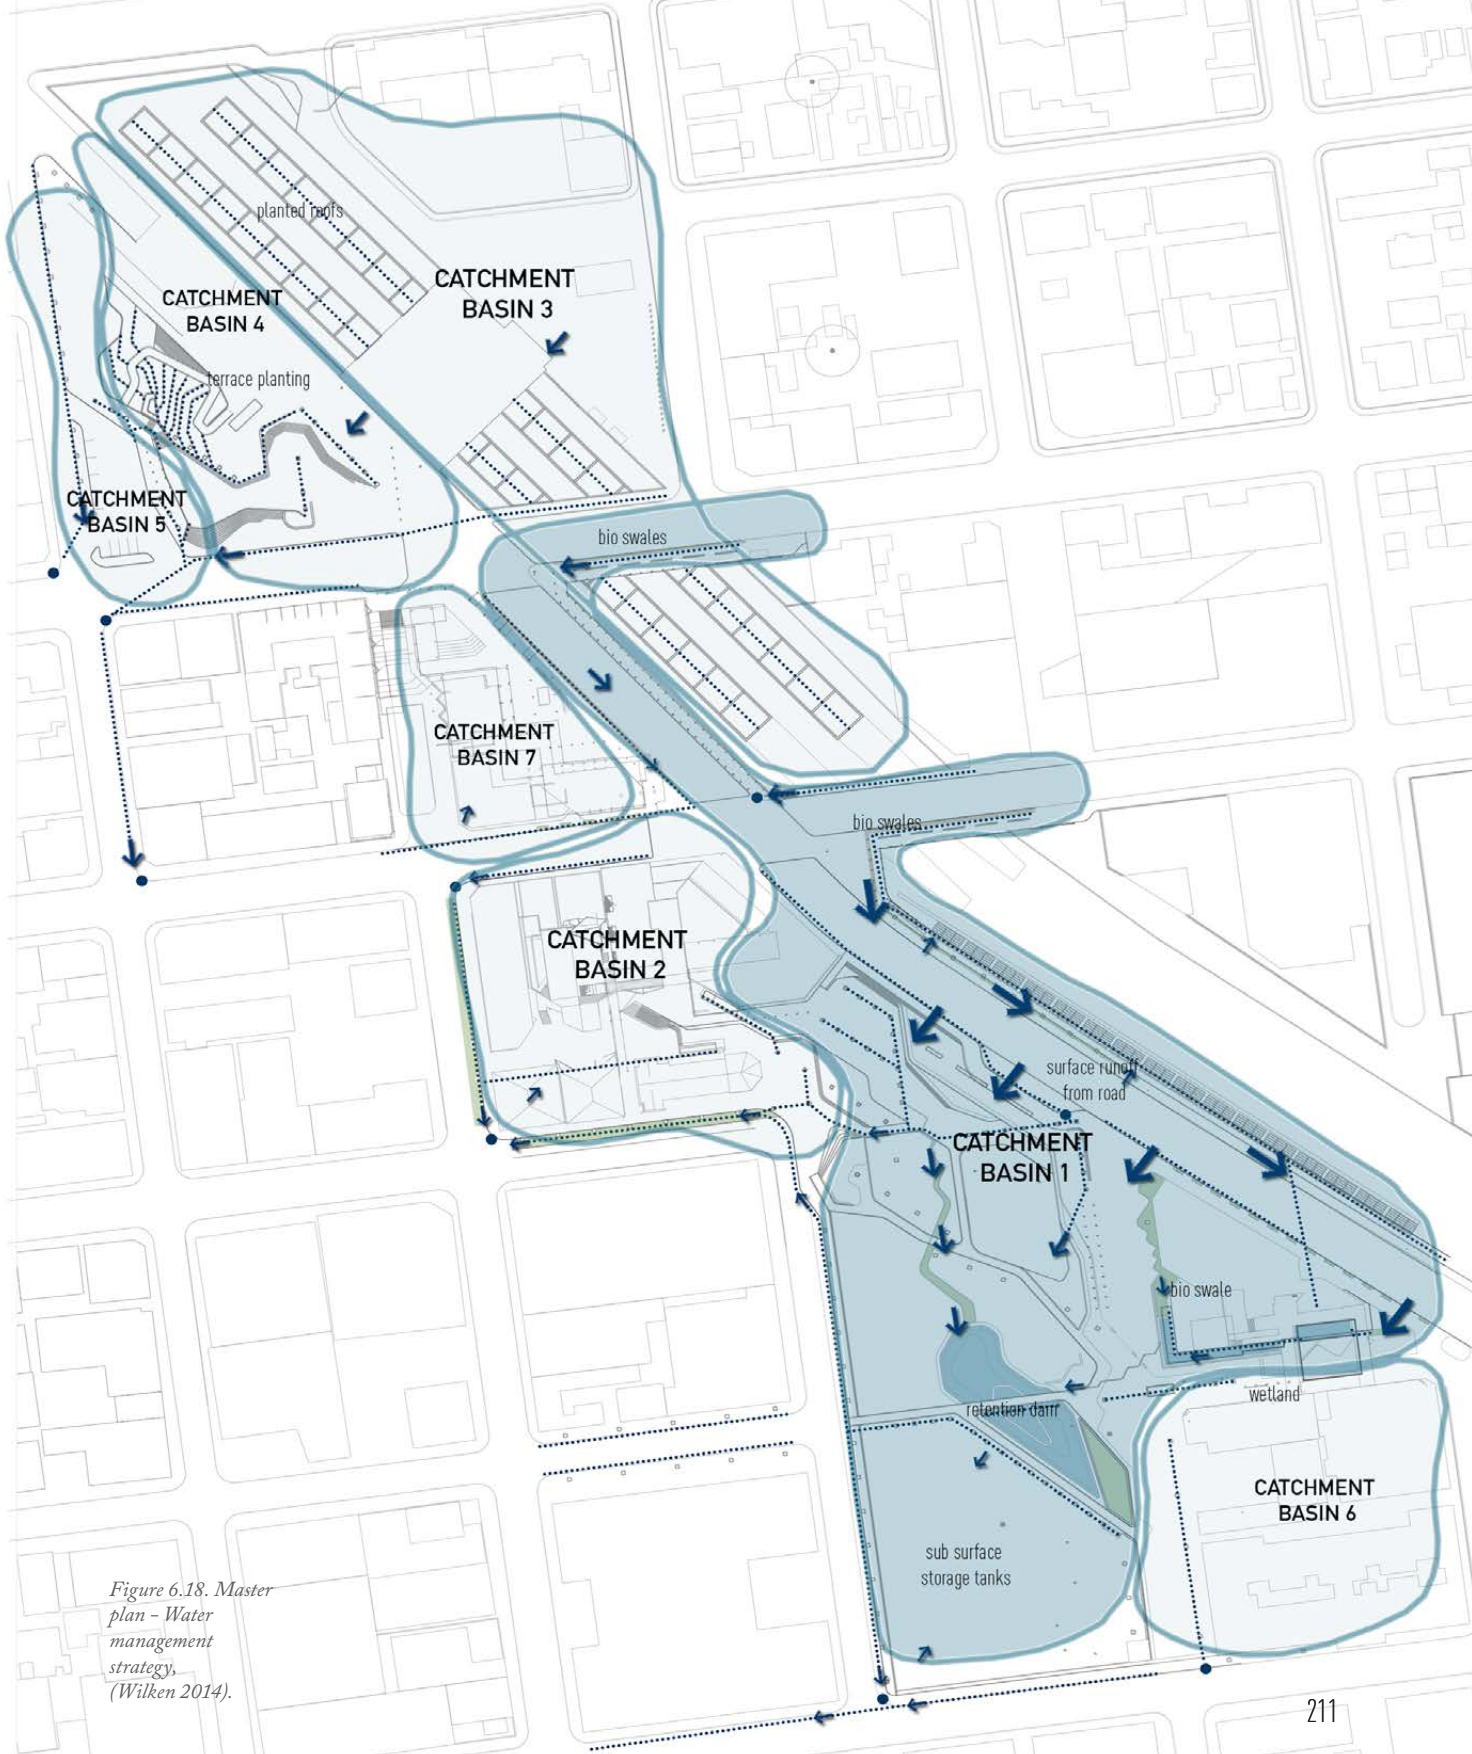 planted roofs
CATCHMENT
BASIN 3
CATCHMENT
BASIN 4
terrace planting
CATCHMENT
BASIN 5
bio swales
CATCHMENT
BASIN 7
bio swales
CATCHMENT
BASIN 2
surface runoff
from road
CATCHMENT
BASIN 1
bio swale
wetland
retention dam
CATCHMENT
BASIN 6
sub surface
storage tanks
Figure 6.18. Master
plan – Water
management
strategy,
(Wilken 2014).
211